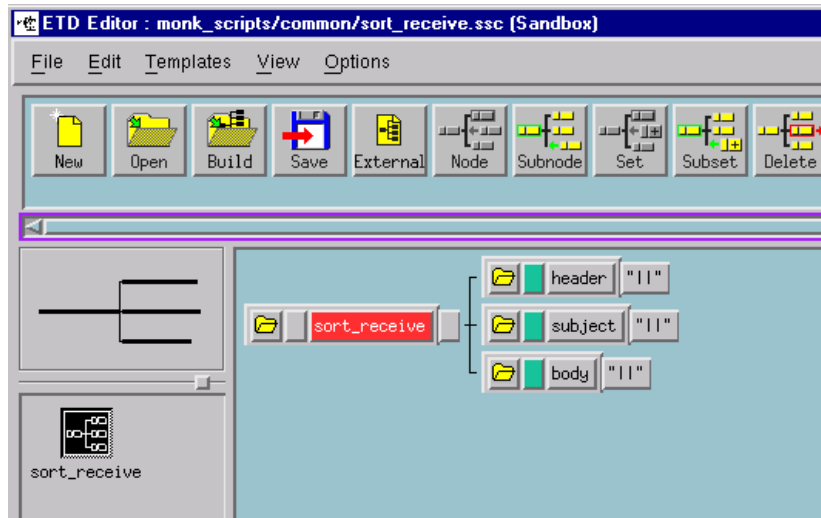 ETD Editor : monk_scripts/common/sort_receive.ssc (Sandbox)
File Edit Templates View Options
New Open Build Save External Node Subnode Set Subset Delete
header "||"
sort_receive subject "||"
body "||"
sort_receive